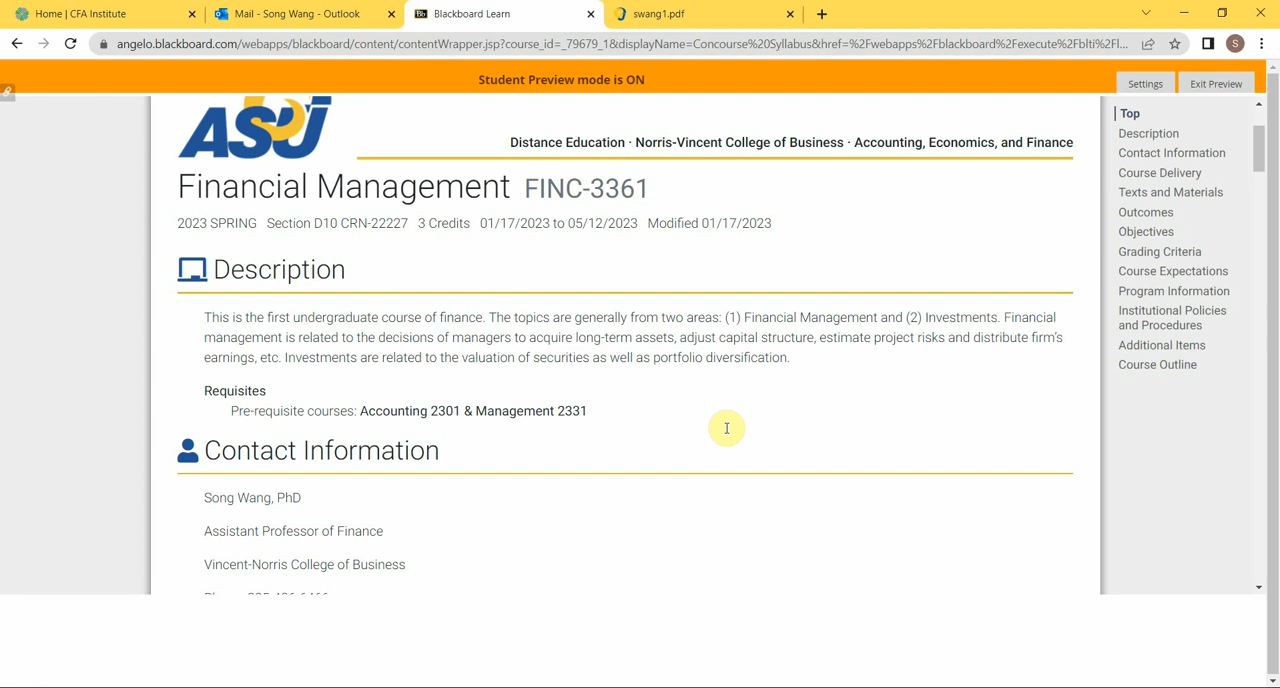 Home | CFA Institute
Mail - Song Wang - Outlook
Bb
Blackboard Learn
swang1.pdf
angelo.blackboard.com/webapps/blackboard/content/contentWrapper.jsp?course_id=_79679_1&displayName=Concourse%20Syllabus&href=%2Fwebapps%2Fblackboard%2Fexecute%2Fblti%2Fl...
S
Student Preview mode is ON
Settings
Exit Preview
ASU
Distance Education · Norris-Vincent College of Business · Accounting, Economics, and Finance
Financial Management FINC-3361
2023 SPRING Section D10 CRN-22227 3 Credits 01/17/2023 to 05/12/2023 Modified 01/17/2023
Description
This is the first undergraduate course of finance. The topics are generally from two areas: (1) Financial Management and (2) Investments. Financial
management is related to the decisions of managers to acquire long-term assets, adjust capital structure, estimate project risks and distribute firm's
earnings, etc. Investments are related to the valuation of securities as well as portfolio diversification.
Requisites
Pre-requisite courses: Accounting 2301 & Management 2331
Contact Information
Song Wang, PhD
Assistant Professor of Finance
Vincent-Norris College of Business
Top
Description
Contact Information
Course Delivery
Texts and Materials
Outcomes
Objectives
Grading Criteria
Course Expectations
Program Information
Institutional Policies
and Procedures
Additional Items
Course Outline